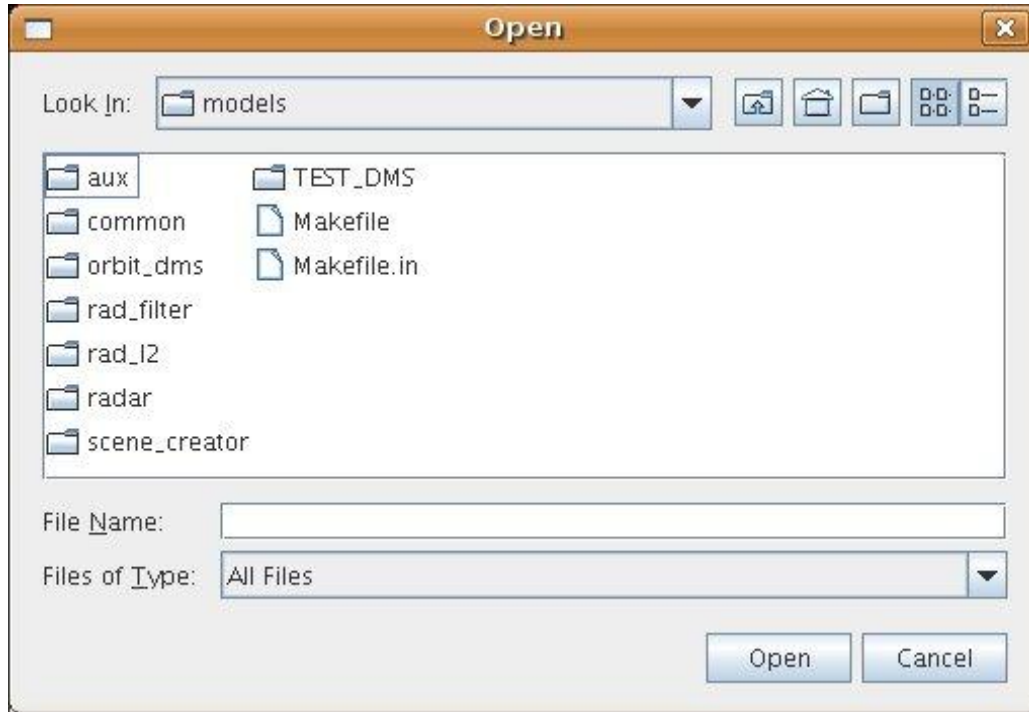 Open
Look In: models
aux TEST_DMS
common Makefile
orbit_dms Makefile.in
rad_filter
rad_l2
radar
scene_creator
File Name:
Files of Type: All Files
Open Cancel